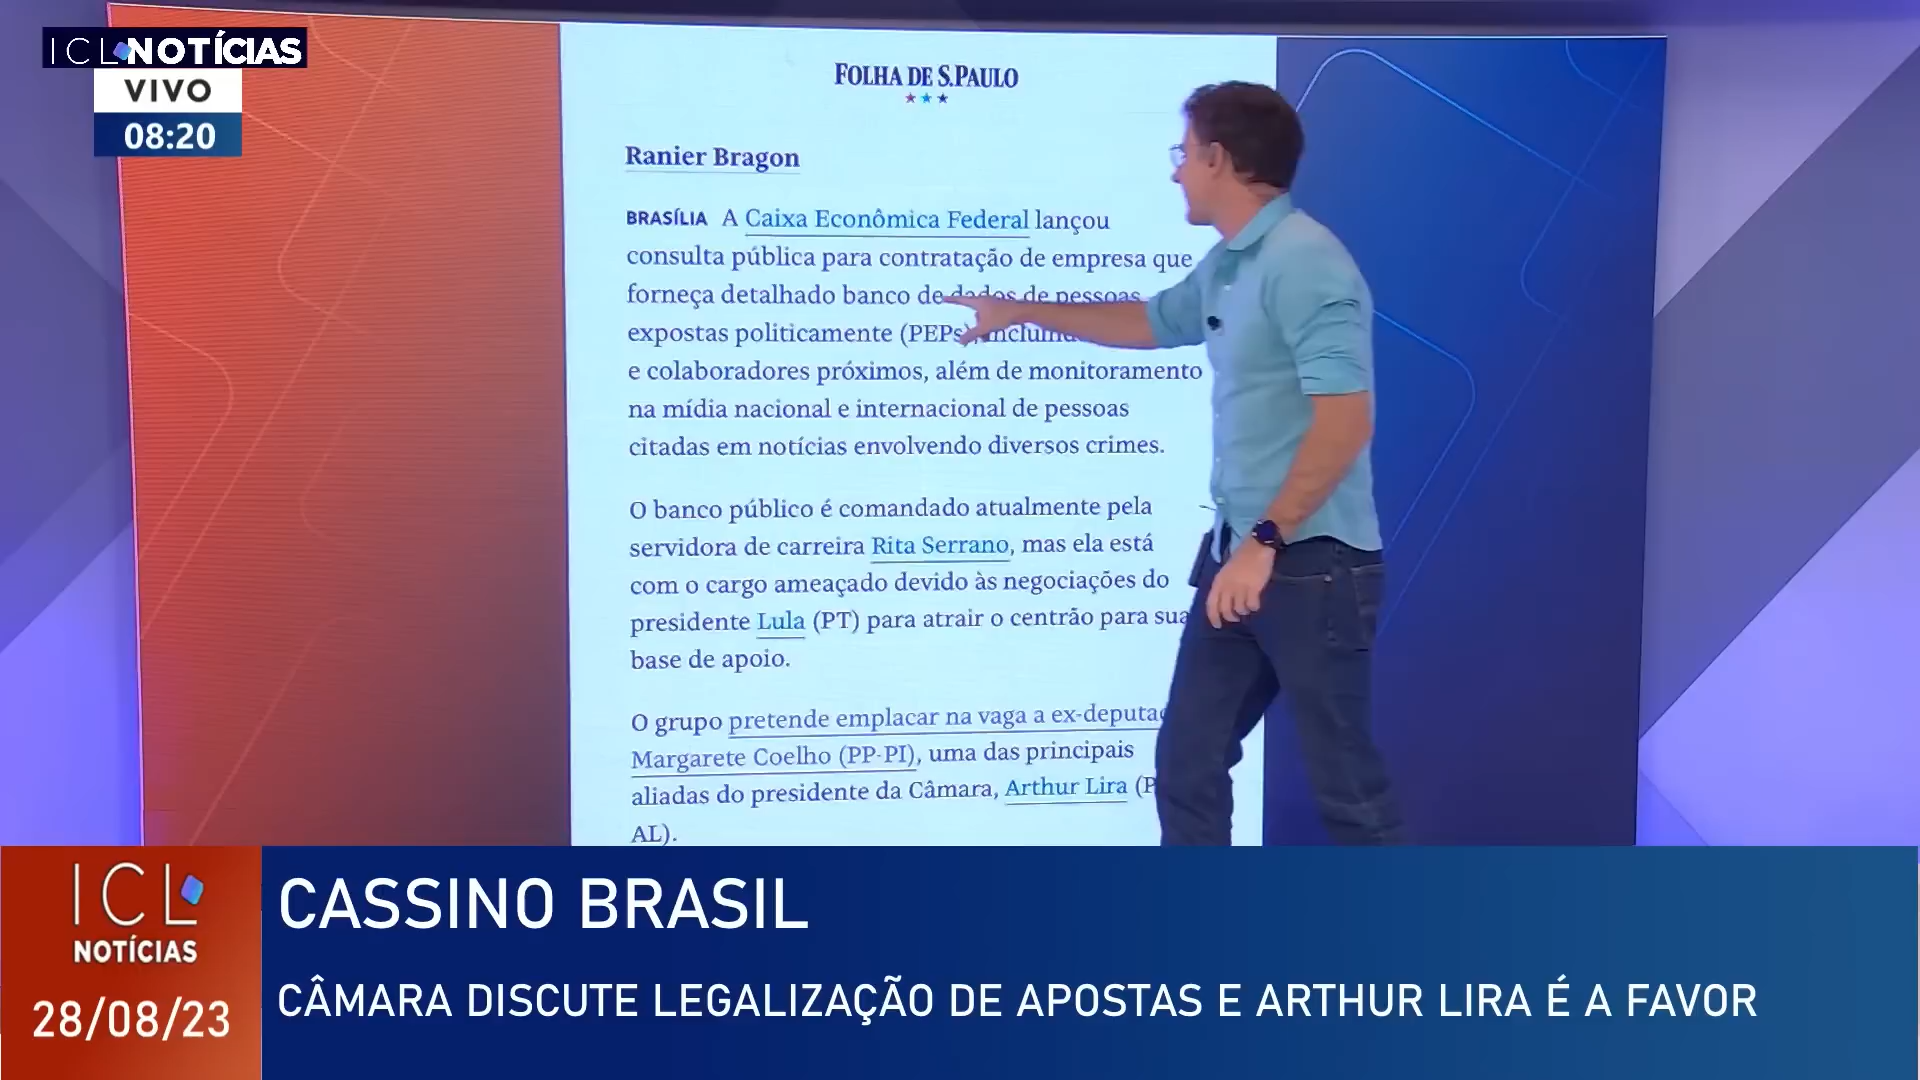 ICL NOTÍCIAS
VIVO
08:20
FOLHA DE S.PAULO
Ranier Bragon
BRASÍLIA A Caixa Econômica Federal lançou
consulta pública para contratação de empresa que
forneça detalhado banco de dados de pessoas
expostas politicamente (PEPs),
e colaboradores próximos, além de monitoramento
na mídia nacional e internacional de pessoas
citadas em notícias envolvendo diversos crimes.
O banco público é comandado atualmente pela
servidora de carreira Rita Serrano, mas ela está
com o cargo ameaçado devido às negociações do
presidente Lula (PT) para atrair o centrão para sua
base de apoio.
O grupo pretende emplacar na vaga a
Margarete Coelho (PP-PI), uma das principais
aliadas do presidente da Câmara, Arthur Lira
AL).
ICL
NOTÍCIAS
28/08/23
CASSINO BRASIL
CÂMARA DISCUTE LEGALIZAÇÃO DE APOSTAS E ARTHUR LIRA É A FAVOR